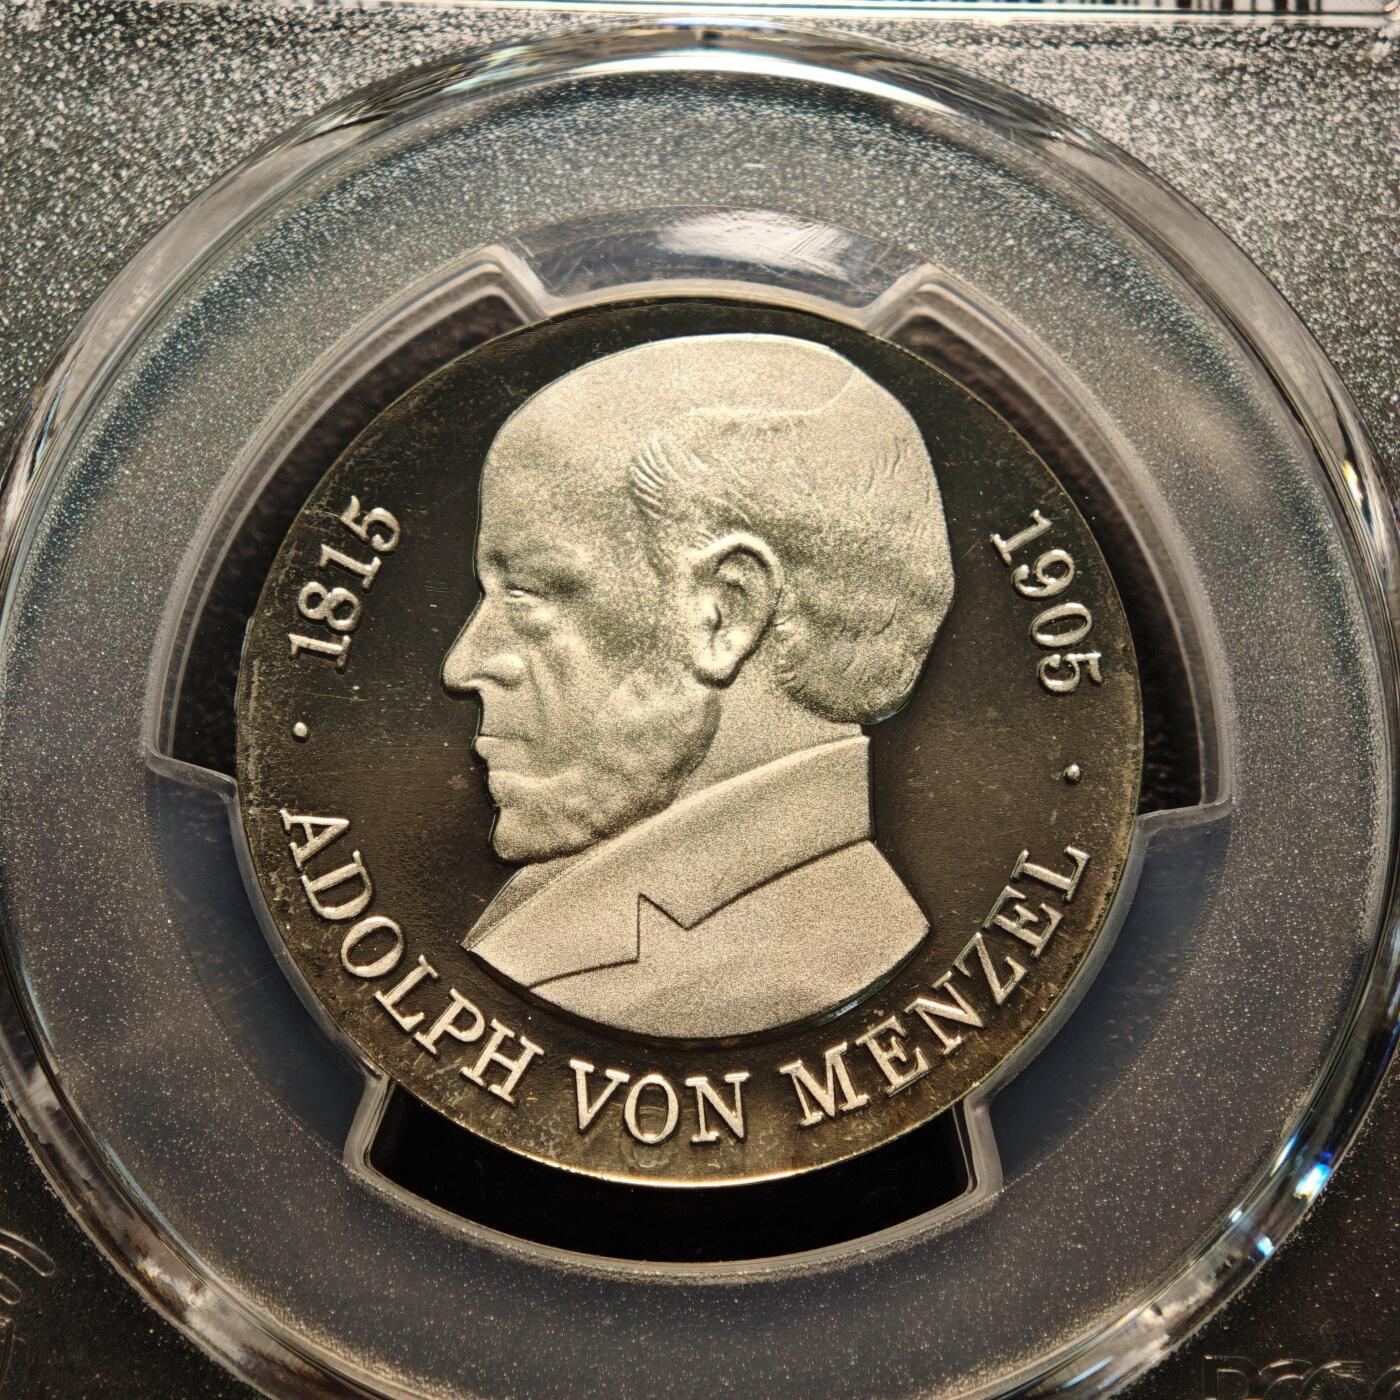 · 1815
1905 ·
ADOLPH VON MENZEL